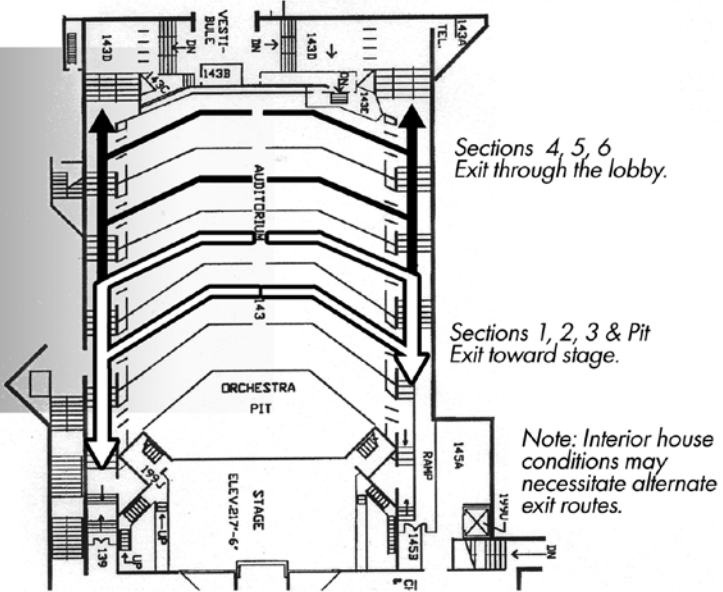 VESTI-
BULE
DN
DN
143D
143D
143A
TEL.
143B
143C
143C
DN
Sections 4, 5, 6
Exit through the lobby.
AUDITORIUM
143
Sections 1, 2, 3 & Pit
Exit toward stage.
ORCHESTRA
PIT
Note: Interior house
conditions may
necessitate alternate
exit routes.
RAMP
145A
199J
STAGE
ELEV.217'-6"
UP
UP
139
145B
DN